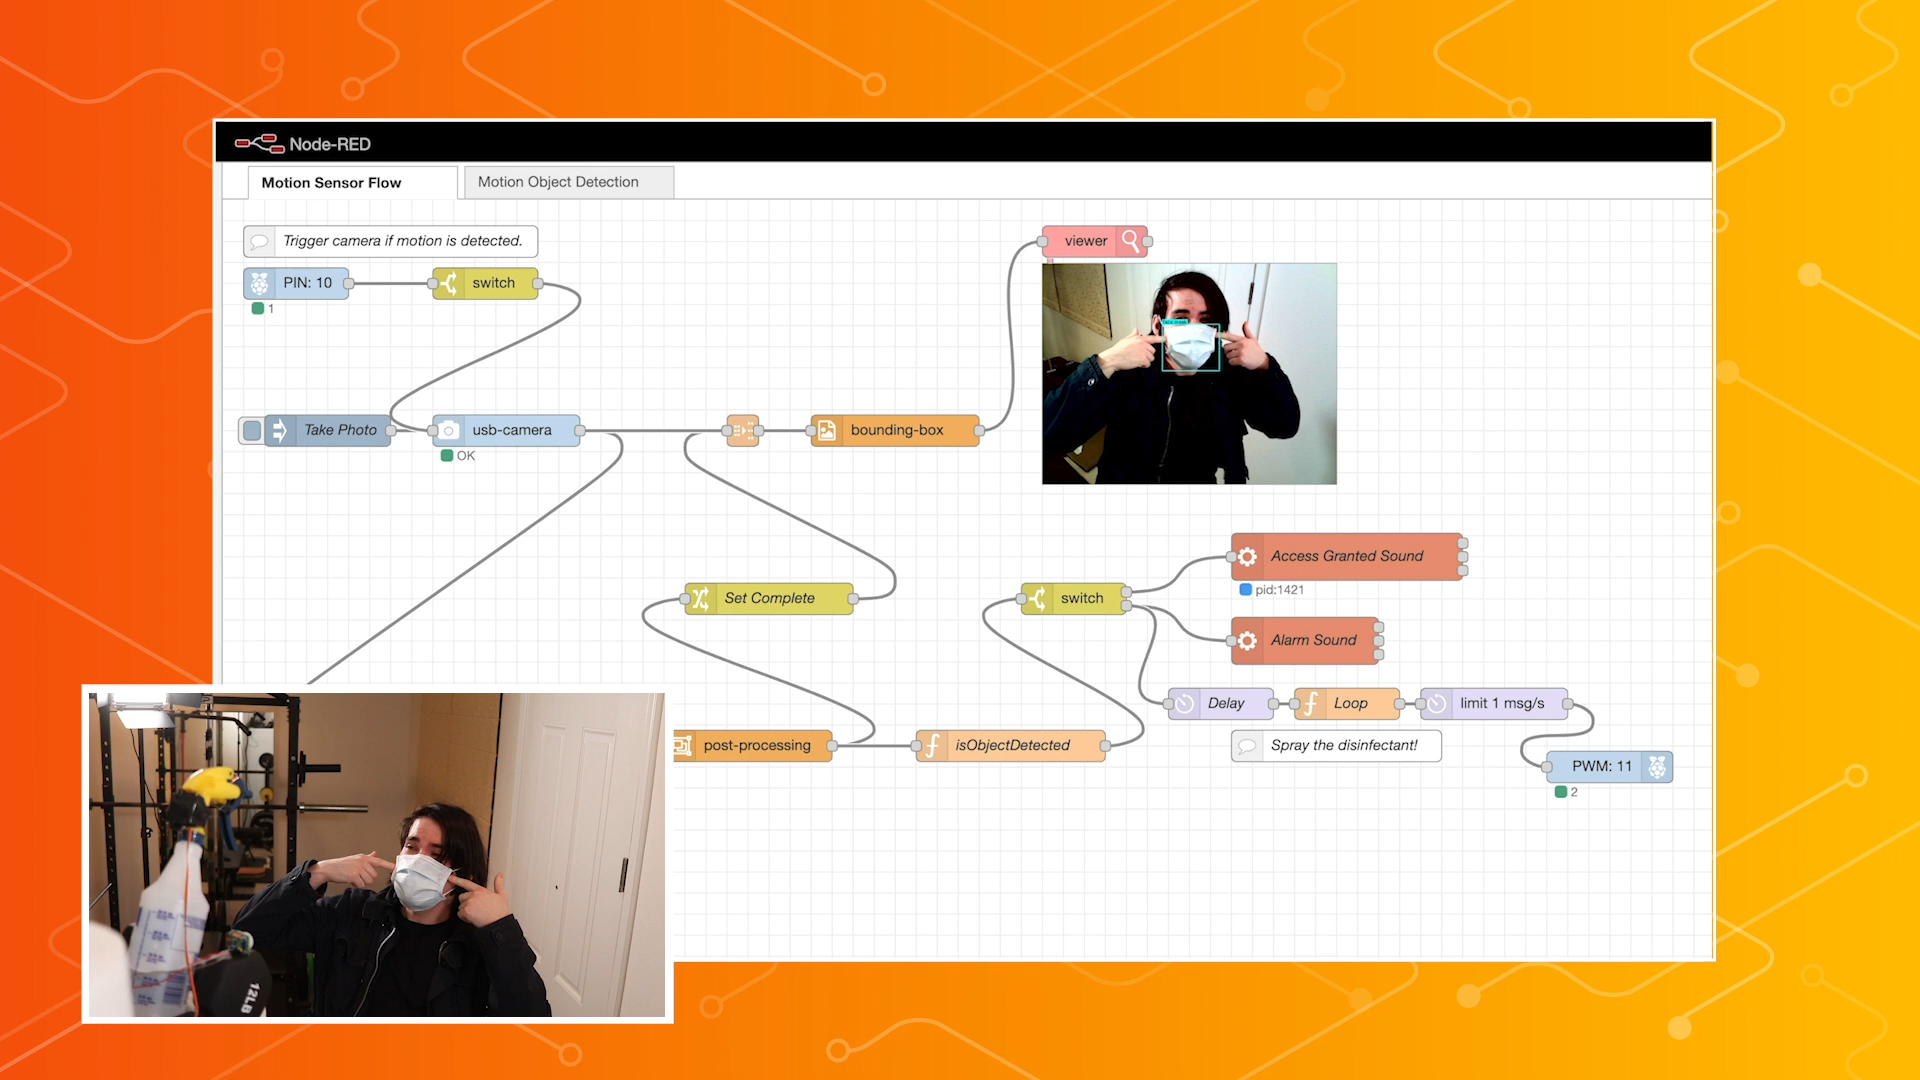 Node-RED
Motion Sensor Flow
Motion Object Detection
Trigger camera if motion is detected.
viewer
PIN: 10
switch
1
Take Photo
usb-camera
bounding-box
OK
Access Granted Sound
pid:1421
Set Complete
switch
Alarm Sound
Delay
Loop
limit 1 msg/s
post-processing
isObjectDetected
Spray the disinfectant!
PWM: 11
2
12LB